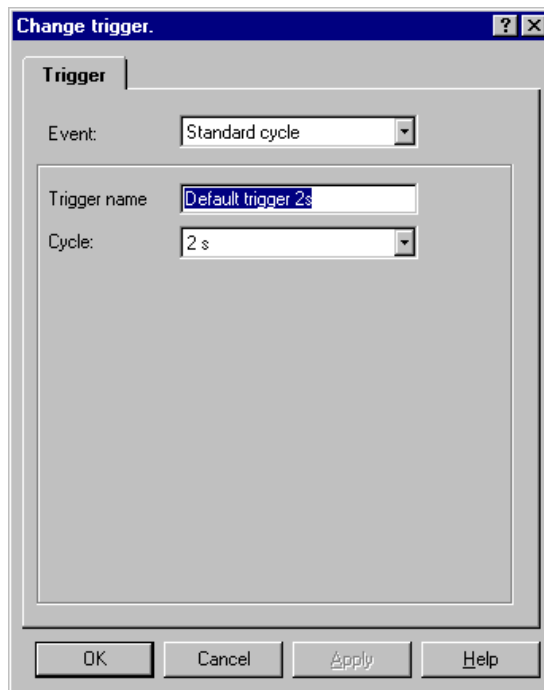 Change trigger.
Trigger
Event: Standard cycle
Trigger name Default trigger 2s
Cycle: 2 s
OK Cancel Apply Help